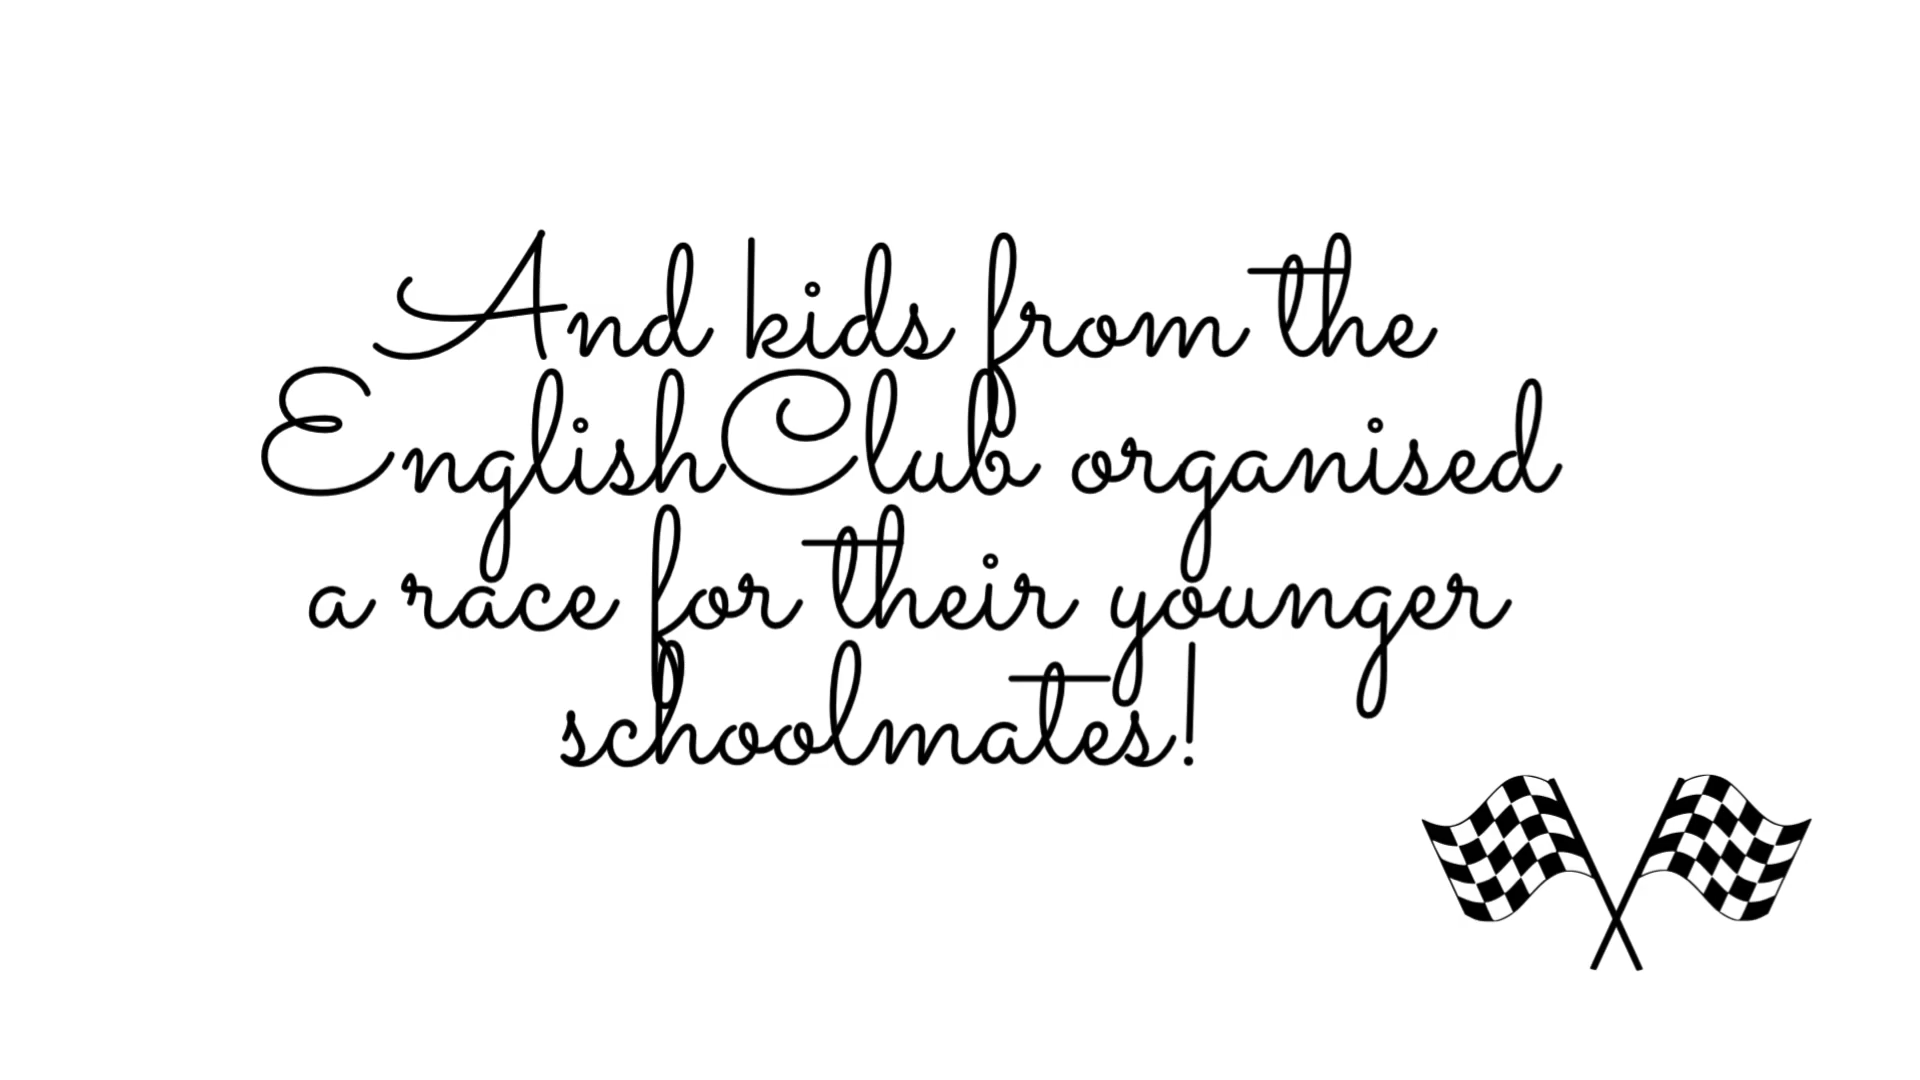 And kids from the
EnglishClub organised
a race for their younger
schoolmates!